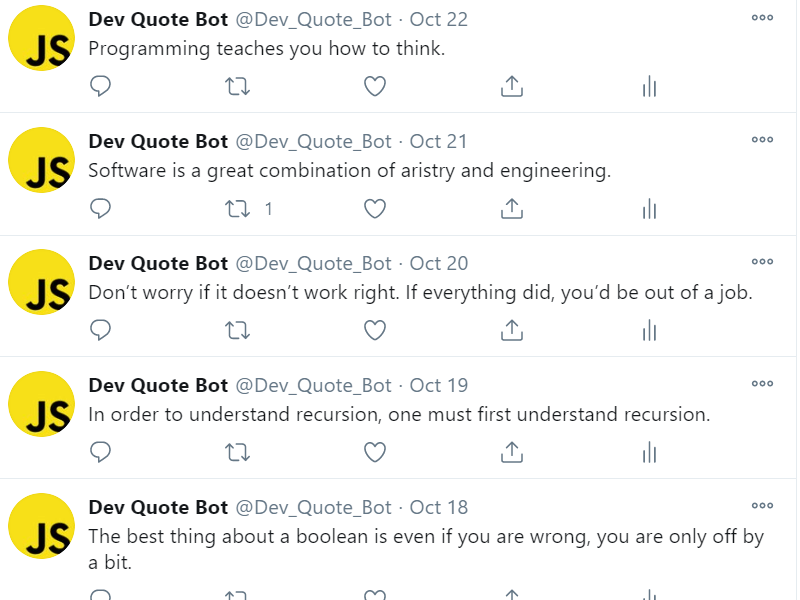 JS
Dev Quote Bot @Dev_Quote_Bot · Oct 22
Programming teaches you how to think.
JS
Dev Quote Bot @Dev_Quote_Bot · Oct 21
Software is a great combination of aristry and engineering.
1
JS
Dev Quote Bot @Dev_Quote_Bot · Oct 20
Don’t worry if it doesn’t work right. If everything did, you’d be out of a job.
JS
Dev Quote Bot @Dev_Quote_Bot · Oct 19
In order to understand recursion, one must first understand recursion.
JS
Dev Quote Bot @Dev_Quote_Bot · Oct 18
The best thing about a boolean is even if you are wrong, you are only off by
a bit.